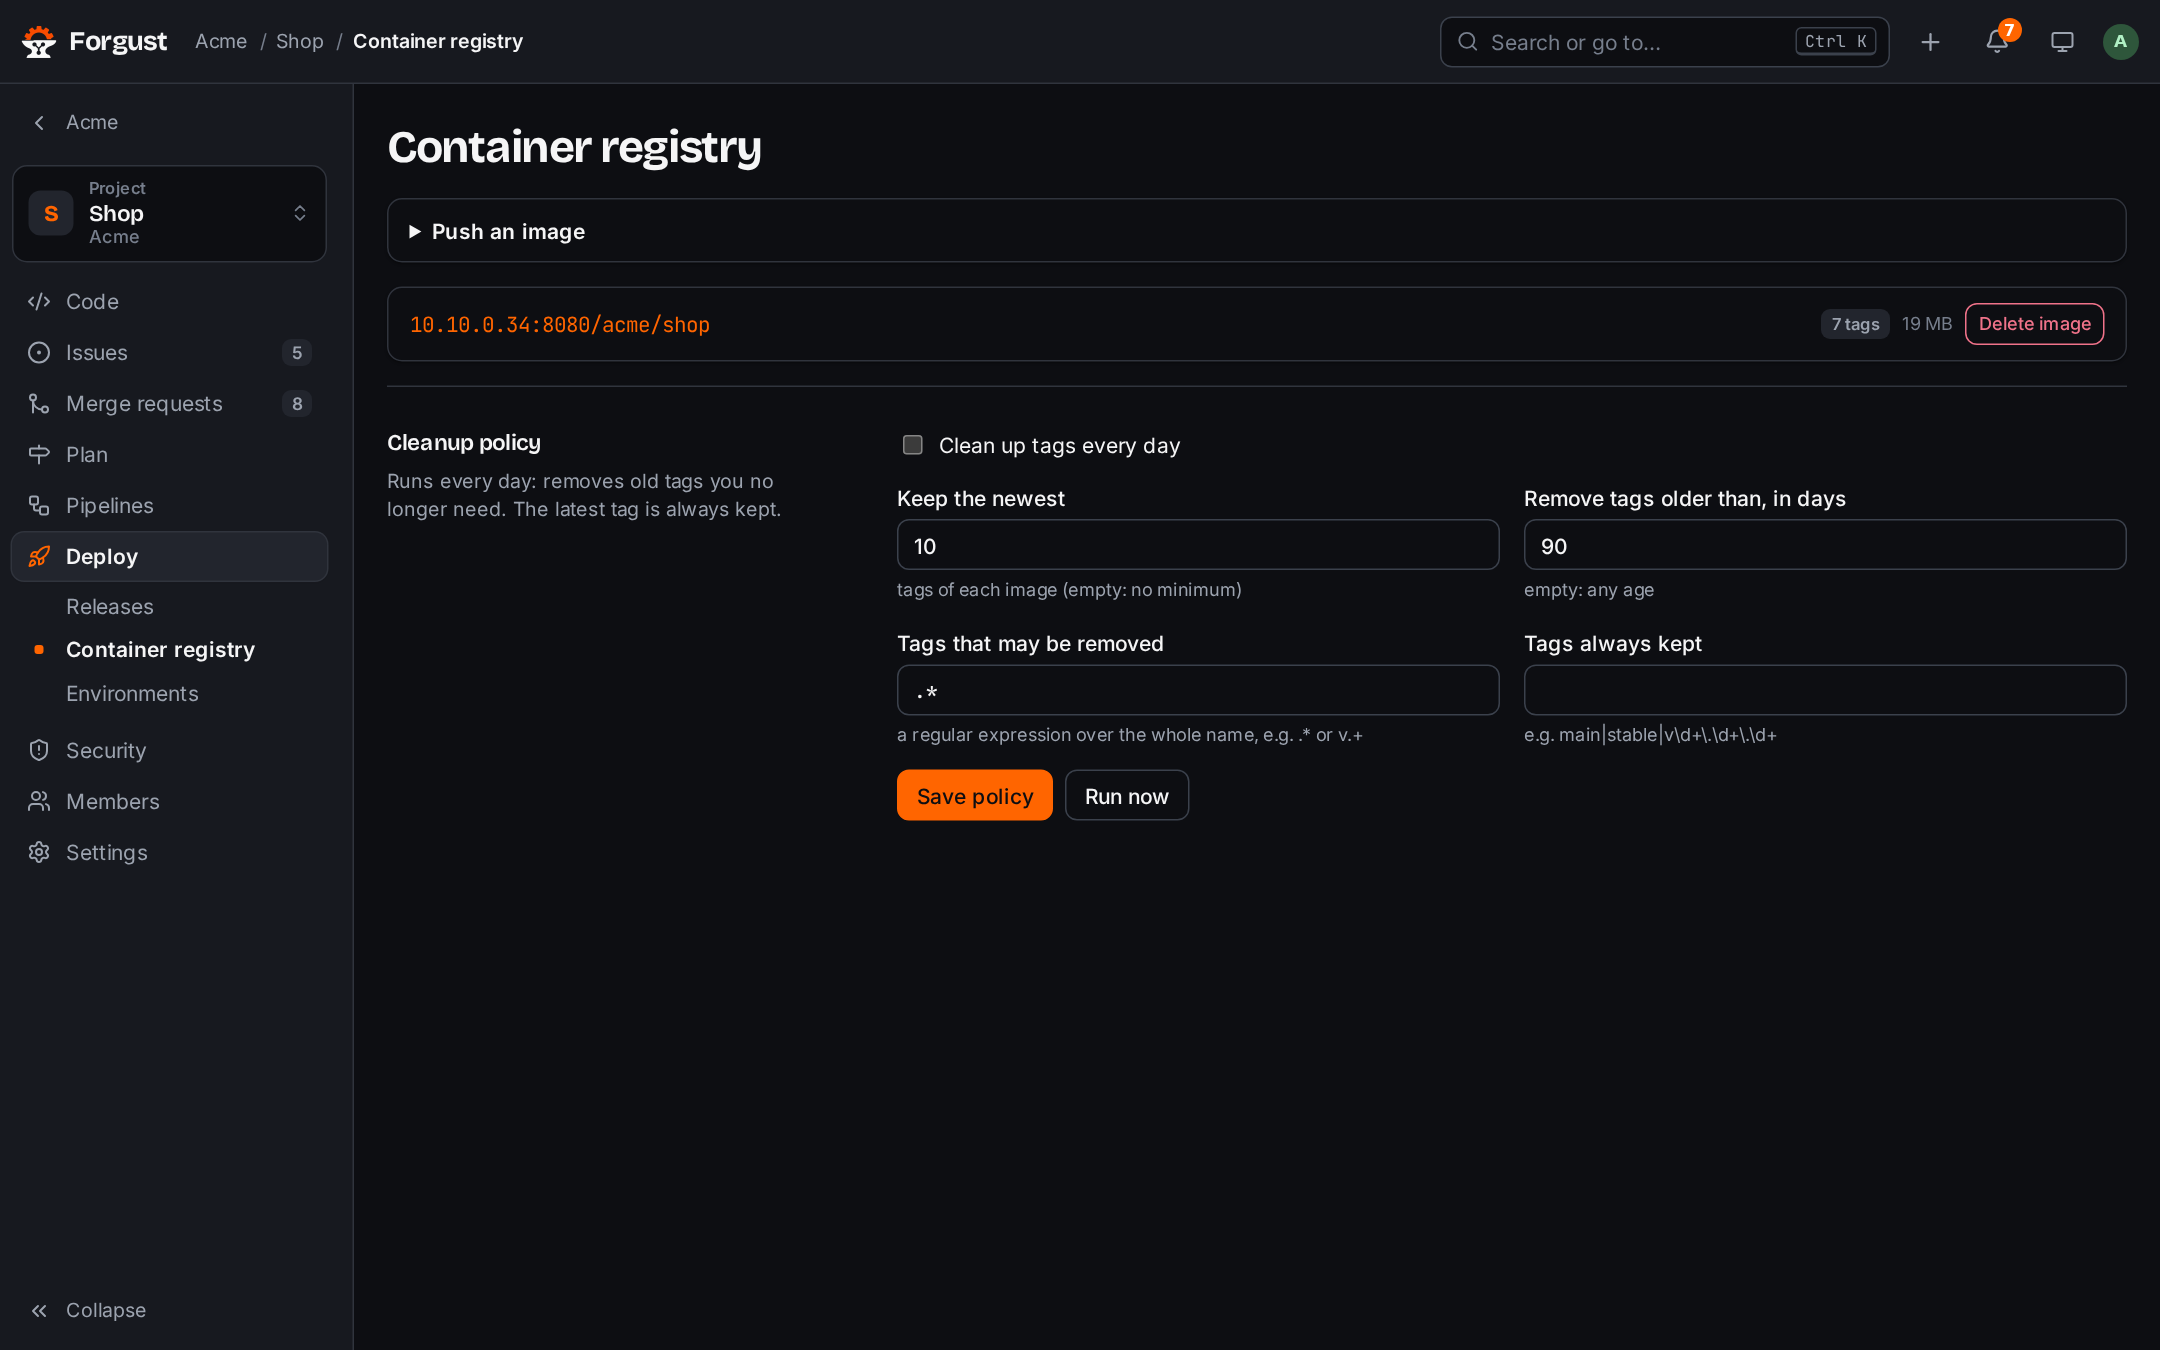 Forgust
Acme / Shop / Container registry
Search or go to...
Ctrl K
7
A
Acme
S
Project
Shop
Acme
Code
Issues 5
Merge requests 8
Plan
Pipelines
Deploy
Releases
Container registry
Environments
Security
Members
Settings
Collapse
Container registry
Push an image
10.10.0.34:8080/acme/shop
7 tags 19 MB Delete image
Cleanup policy
Runs every day: removes old tags you no
longer need. The latest tag is always kept.
Clean up tags every day
Keep the newest
10
tags of each image (empty: no minimum)
Remove tags older than, in days
90
empty: any age
Tags that may be removed
.*
a regular expression over the whole name, e.g. .* or v.+
Tags always kept
e.g. main|stable|v\d+\.\d+\.\d+
Save policy
Run now